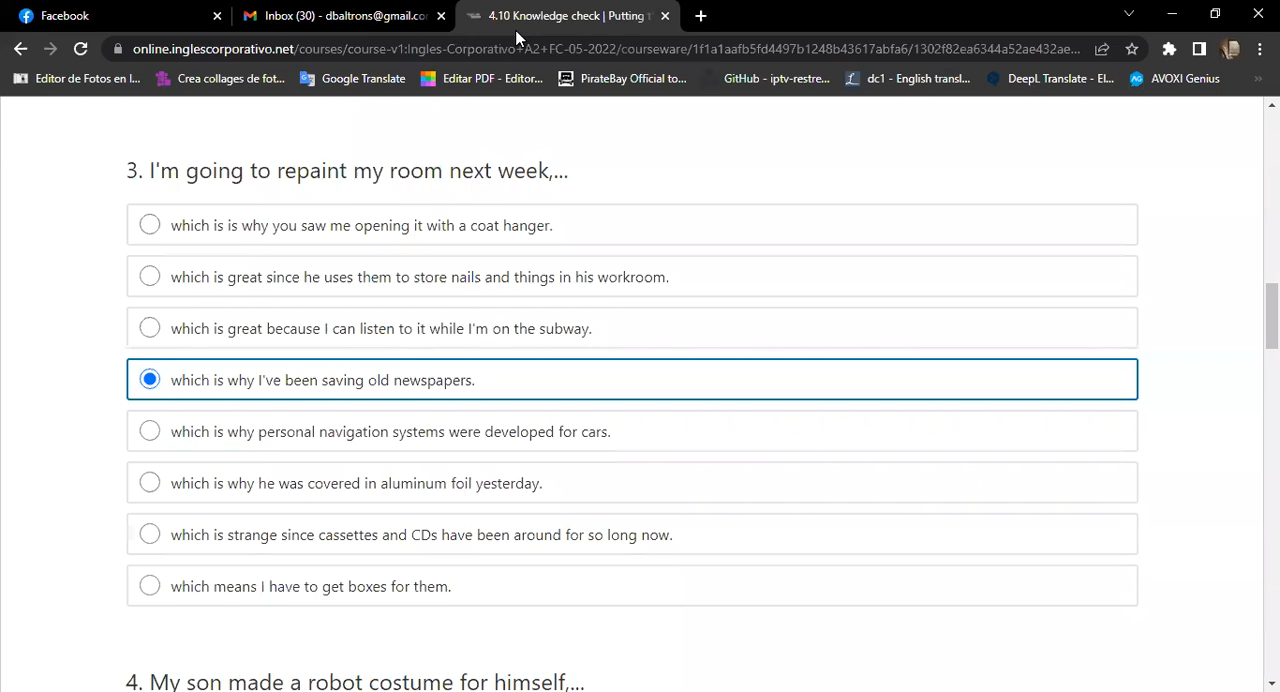 Facebook
Inbox (30) - dbaltrons@gmail.co
4.10 Knowledge check | Putting t
online.inglescorporativo.net/courses/course-v1:Ingles-Corporativo+A2+FC-05-2022/courseware/1f1a1aafb5fd4497b1248b43617abfa6/1302f82ea6344a52ae432ae...
Editor de Fotos en l...
Crea collages de fot...
Google Translate
Editar PDF - Editor...
PirateBay Official to...
GitHub - iptv-restre...
dc1 - English transl...
DeepL Translate - El...
AVOXI Genius
3. I'm going to repaint my room next week,...
which is is why you saw me opening it with a coat hanger.
which is great since he uses them to store nails and things in his workroom.
which is great because I can listen to it while I'm on the subway.
which is why I've been saving old newspapers.
which is why personal navigation systems were developed for cars.
which is why he was covered in aluminum foil yesterday.
which is strange since cassettes and CDs have been around for so long now.
which means I have to get boxes for them.
4. My son made a robot costume for himself,...